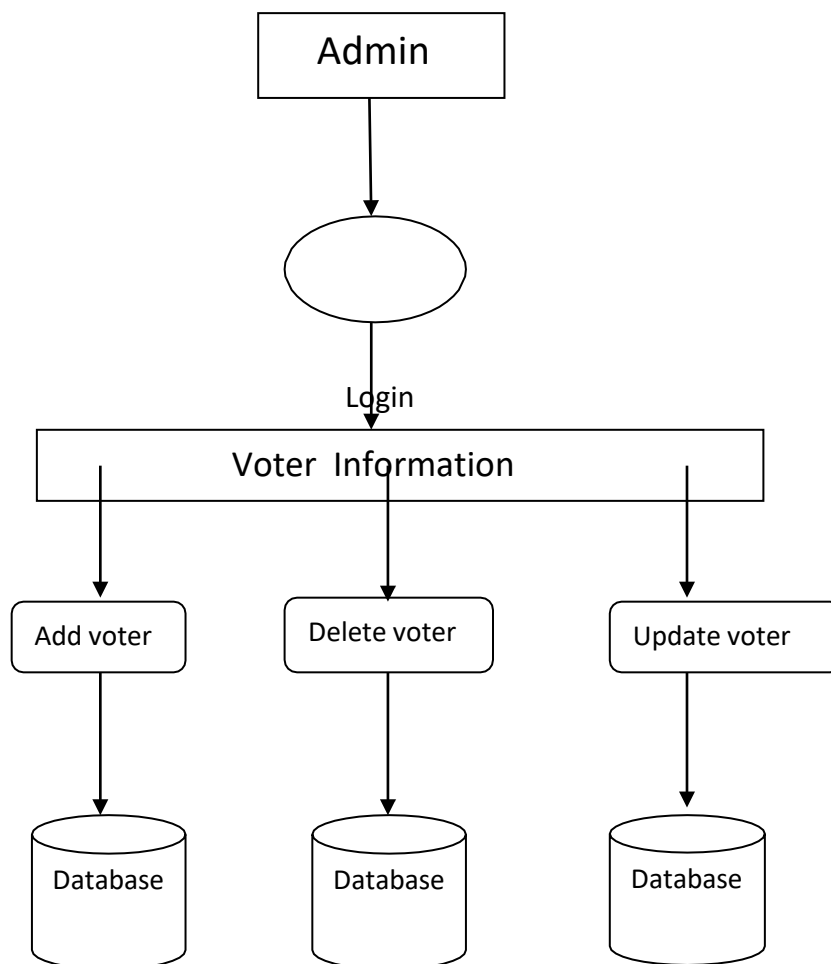 Admin
Login
Voter Information
Add voter
Delete voter
Update voter
Database
Database
Database